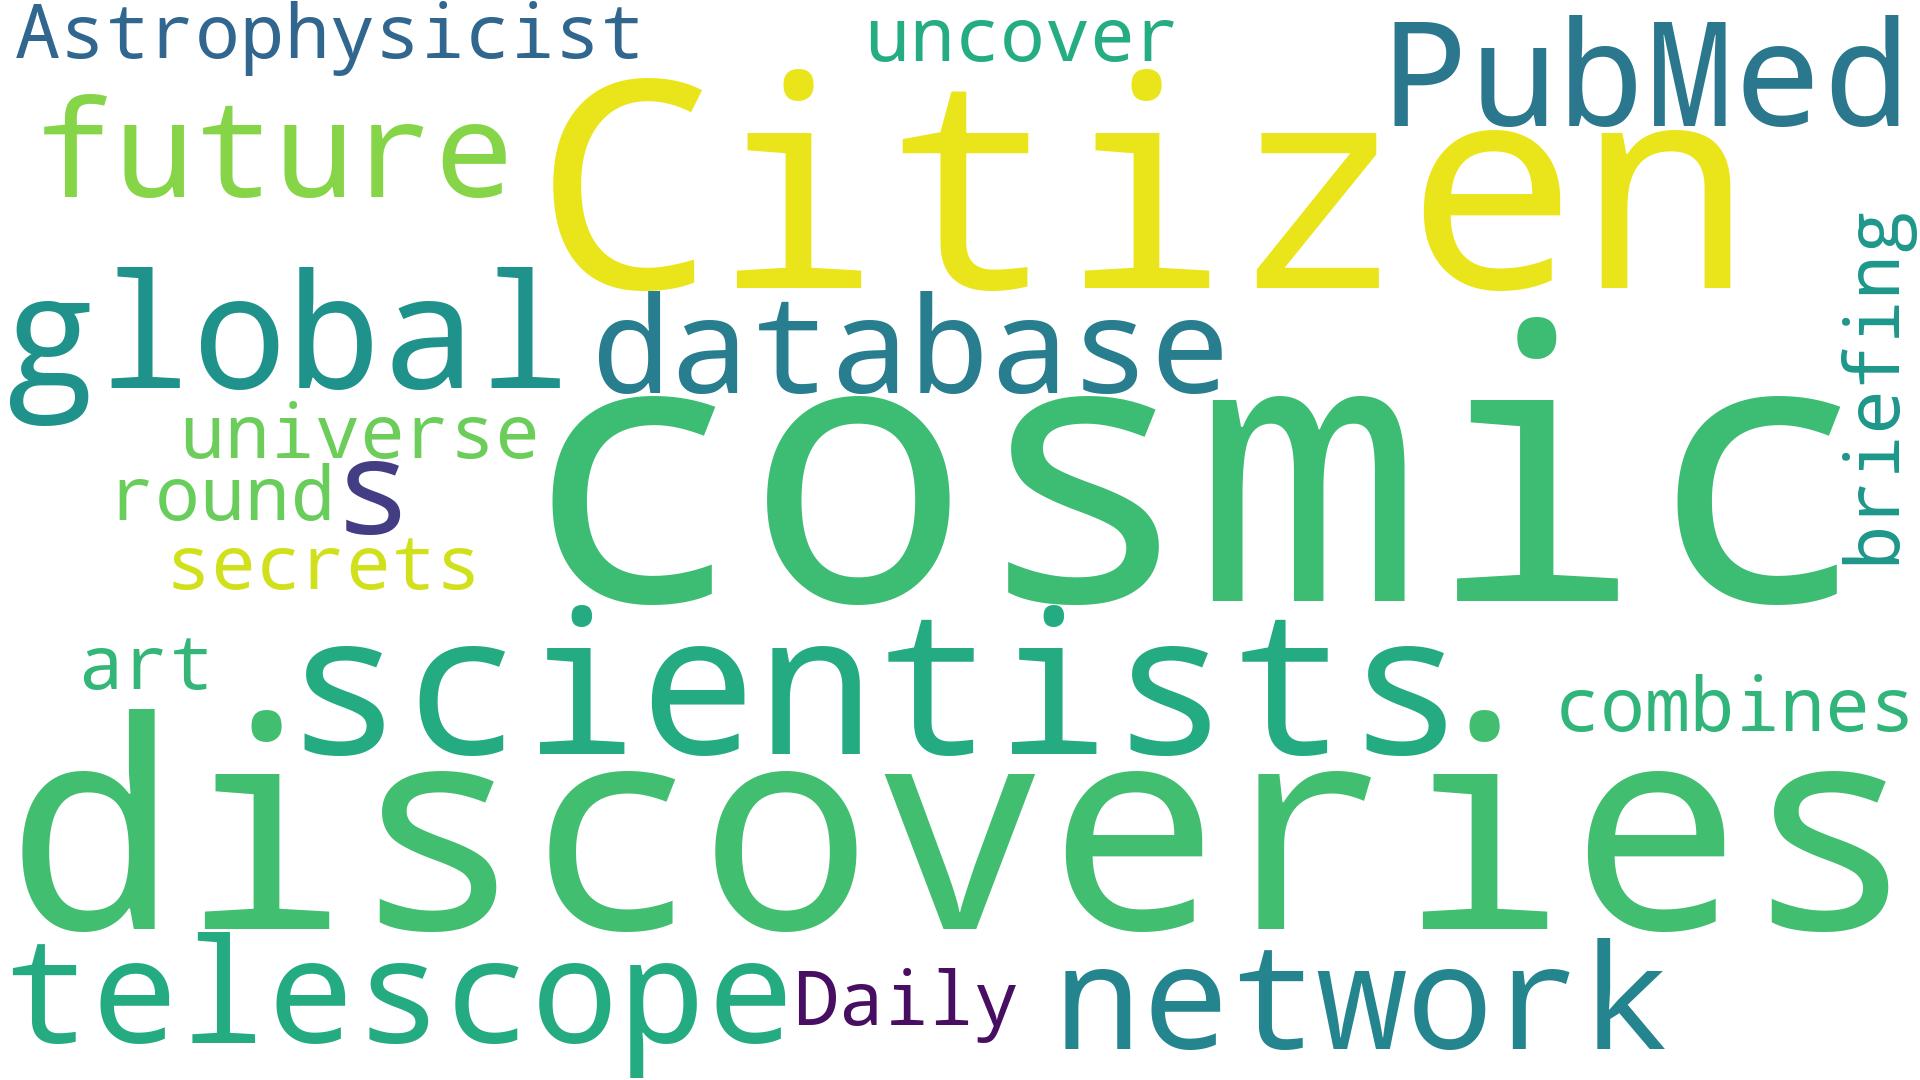 Astrophysicist
uncover
PubMed
future
Citizen
briefing
global
database
universe
cosmic
round
s
secrets
art
scientists
combines
discoveries
telescope
Daily
network